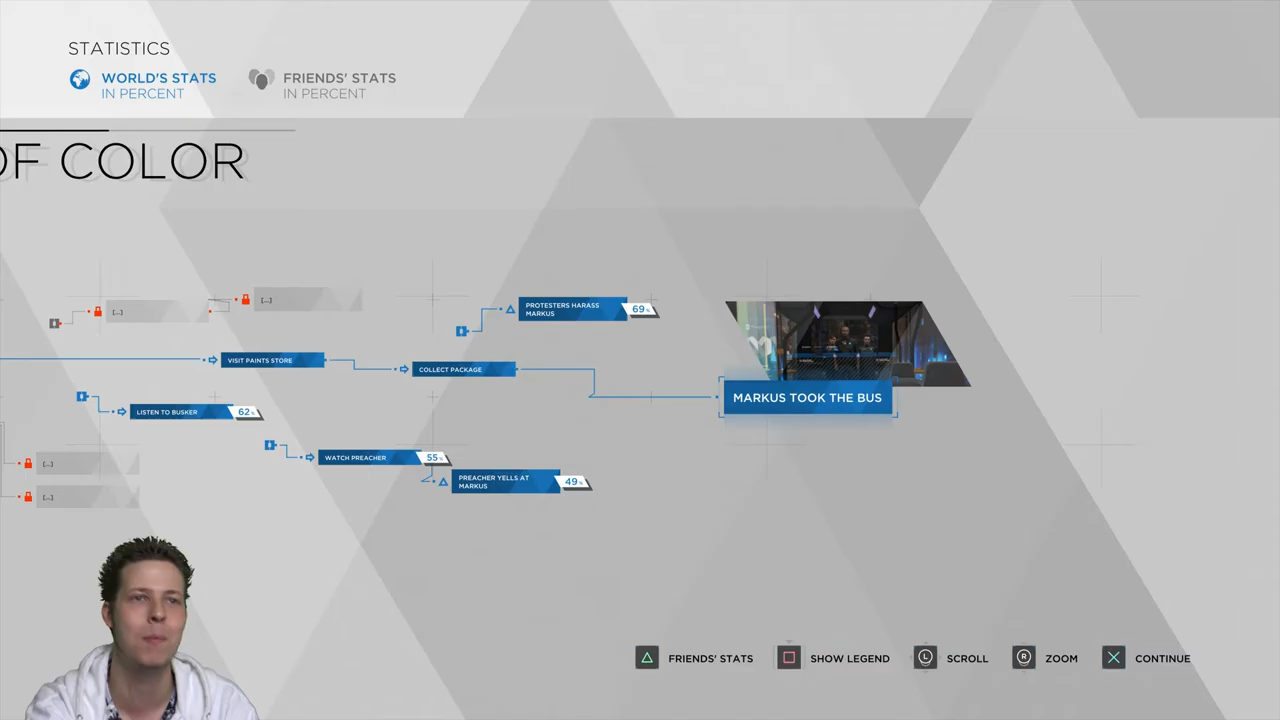 STATISTICS
WORLD'S STATS
IN PERCENT
FRIENDS' STATS
IN PERCENT
OF COLOR
[...]
[...]
PROTESTERS HARASS
MARKUS
69%
VISIT PAINTS STORE
COLLECT PACKAGE
MARKUS TOOK THE BUS
LISTEN TO BUSKER
62%
WATCH PREACHER
55%
[...]
PREACHER YELLS AT
MARKUS
49%
[...]
FRIENDS' STATS
SHOW LEGEND
L
SCROLL
R
ZOOM
CONTINUE